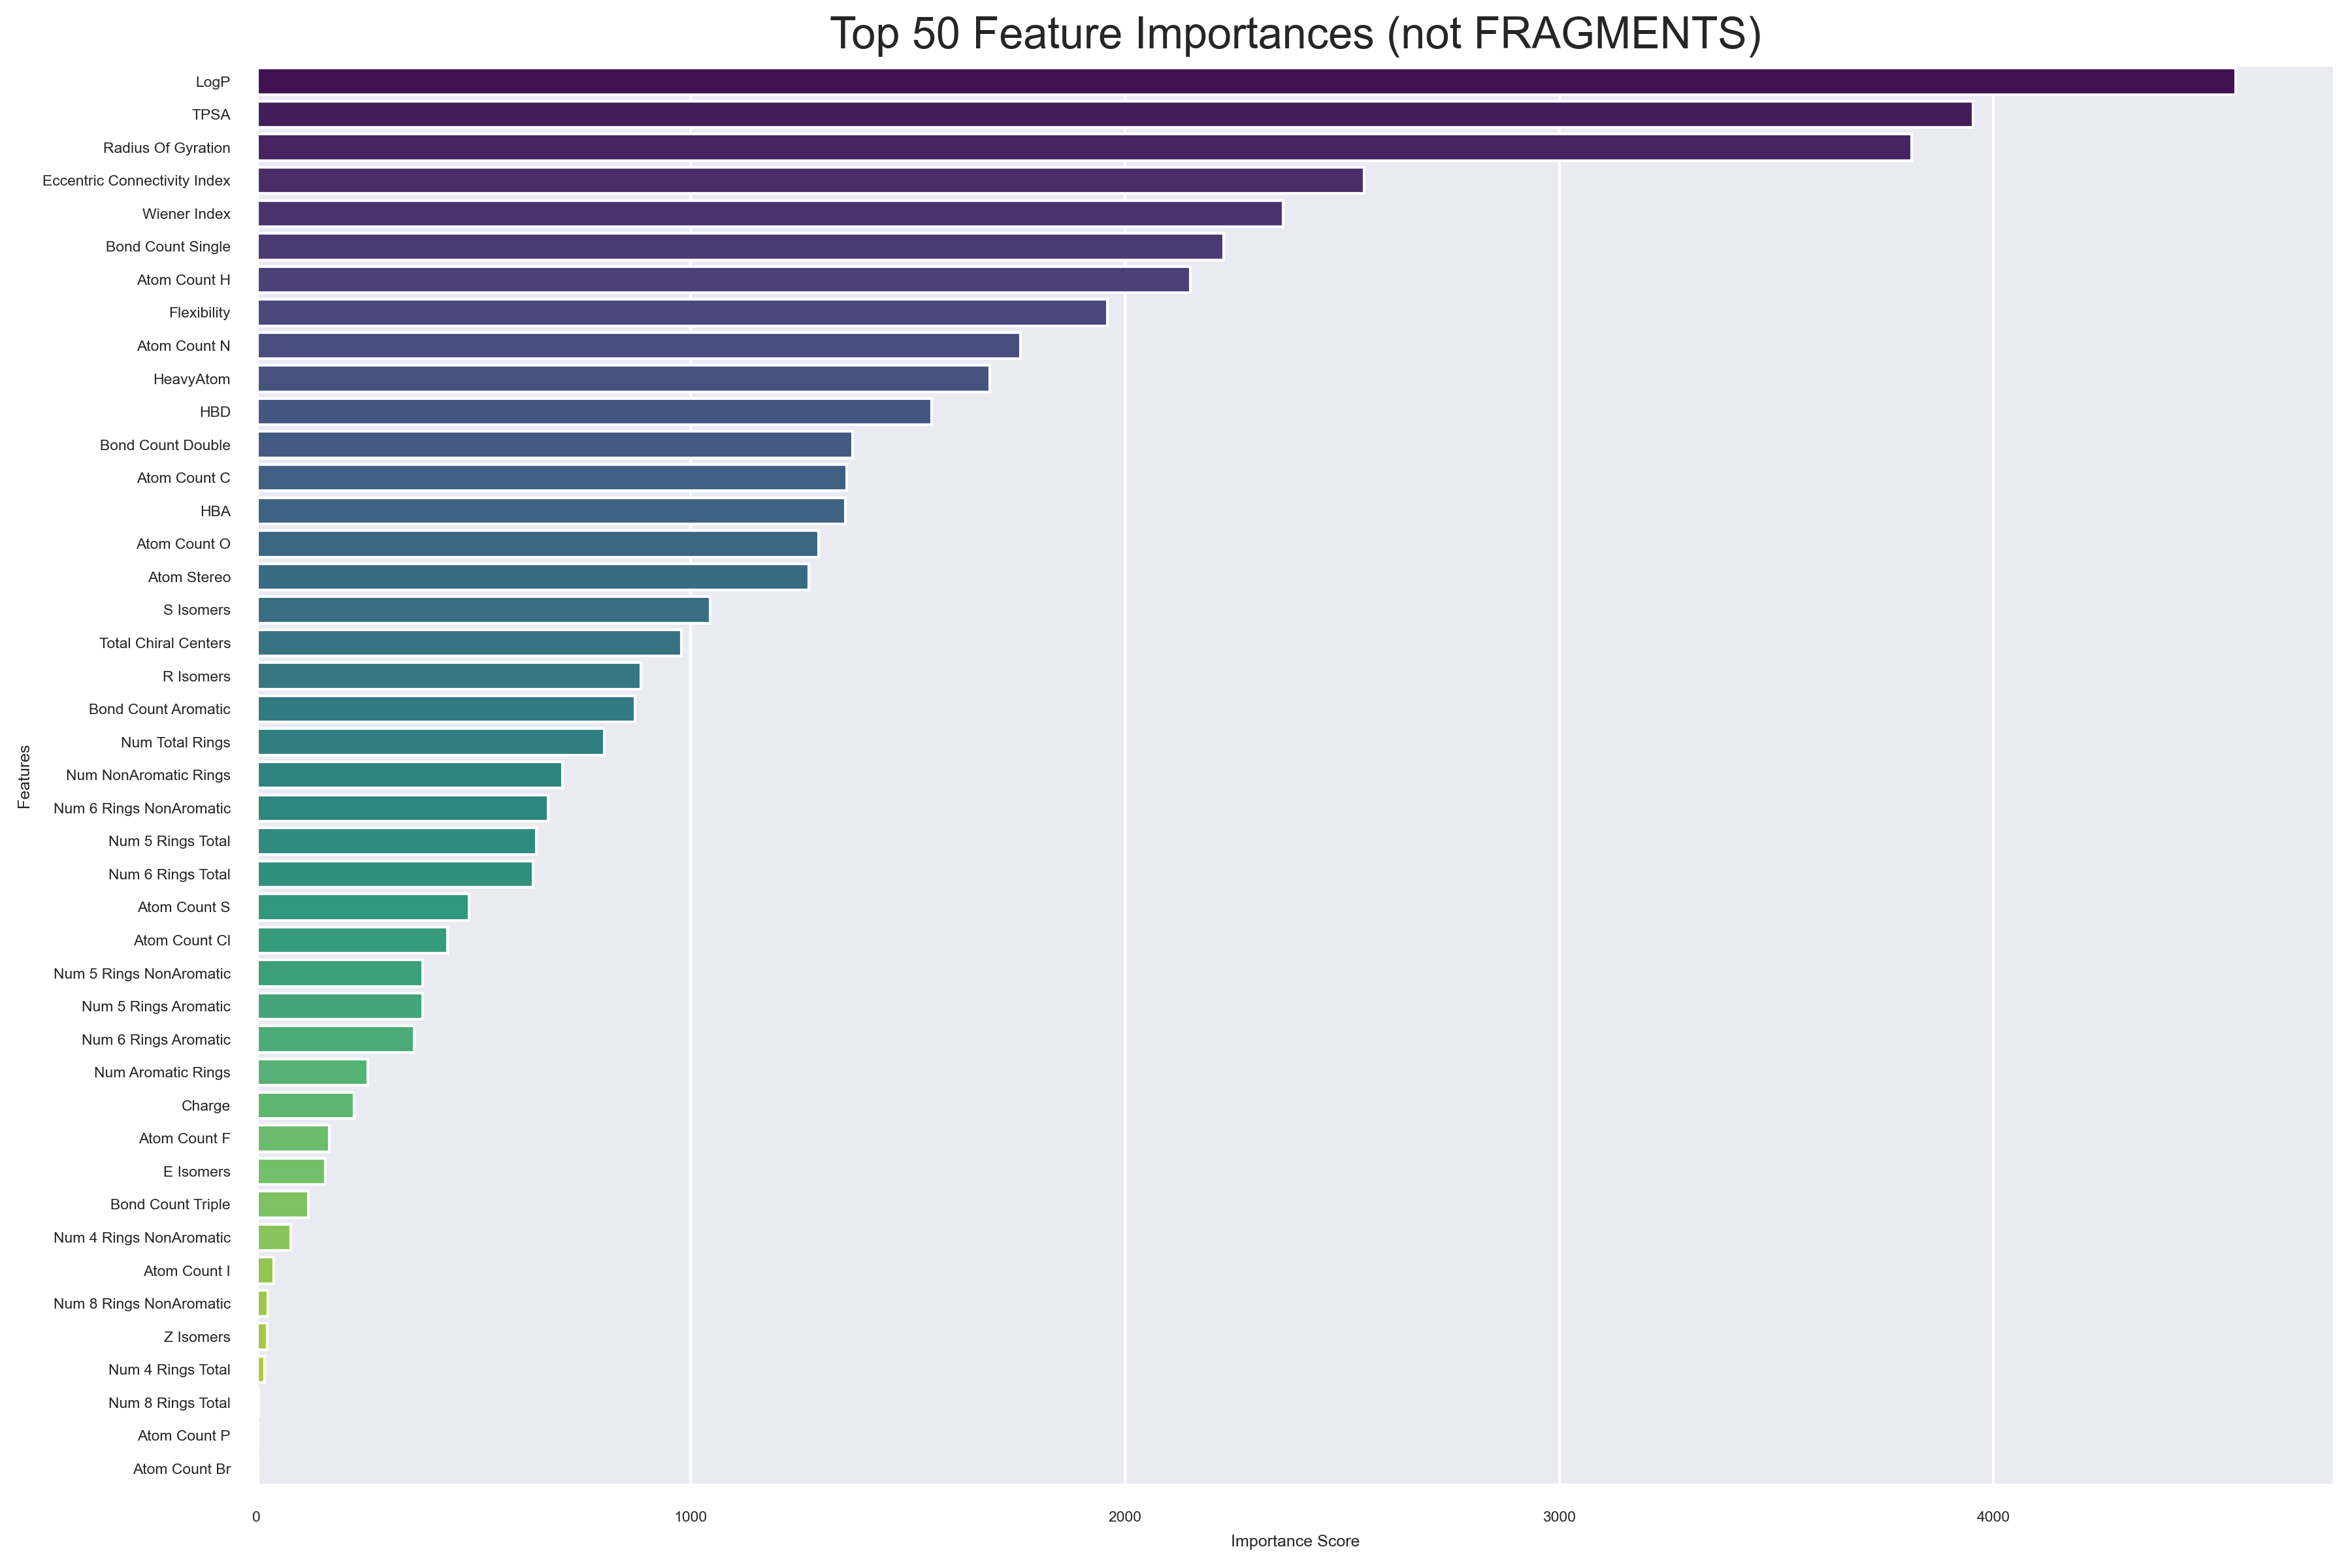 Top 50 Feature Importances (not FRAGMENTS)
LogP
TPSA
Radius Of Gyration
Eccentric Connectivity Index
Wiener Index
Bond Count Single
Atom Count H
Flexibility
Atom Count N
HeavyAtom
HBD
Bond Count Double
Atom Count C
HBA
Atom Count O
Atom Stereo
S Isomers
Total Chiral Centers
R Isomers
Bond Count Aromatic
Num Total Rings
Num NonAromatic Rings
Num 6 Rings NonAromatic
Num 5 Rings Total
Num 6 Rings Total
Atom Count S
Atom Count Cl
Num 5 Rings NonAromatic
Num 5 Rings Aromatic
Num 6 Rings Aromatic
Num Aromatic Rings
Charge
Atom Count F
E Isomers
Bond Count Triple
Num 4 Rings NonAromatic
Atom Count I
Num 8 Rings NonAromatic
Z Isomers
Num 4 Rings Total
Num 8 Rings Total
Atom Count P
Atom Count Br
Features
0 1000 2000 3000 4000
Importance Score